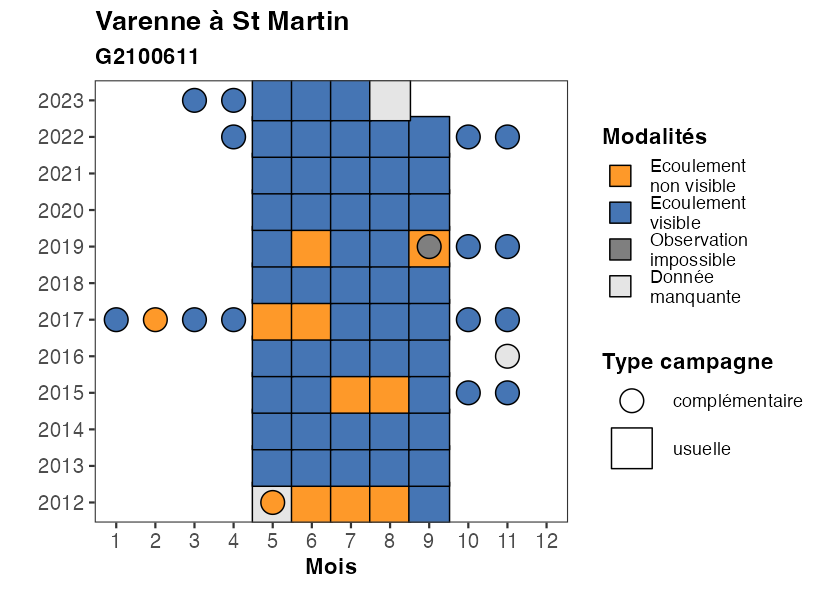 Varenne à St Martin
G2100611
2023
2022
2021
2020
2019
2018
2017
2016
2015
2014
2013
2012
1 2 3 4 5 6 7 8 9 10 11 12
Mois
Modalités
Ecoulement
non visible
Ecoulement
visible
Observation
impossible
Donnée
manquante
Type campagne
complémentaire
usuelle